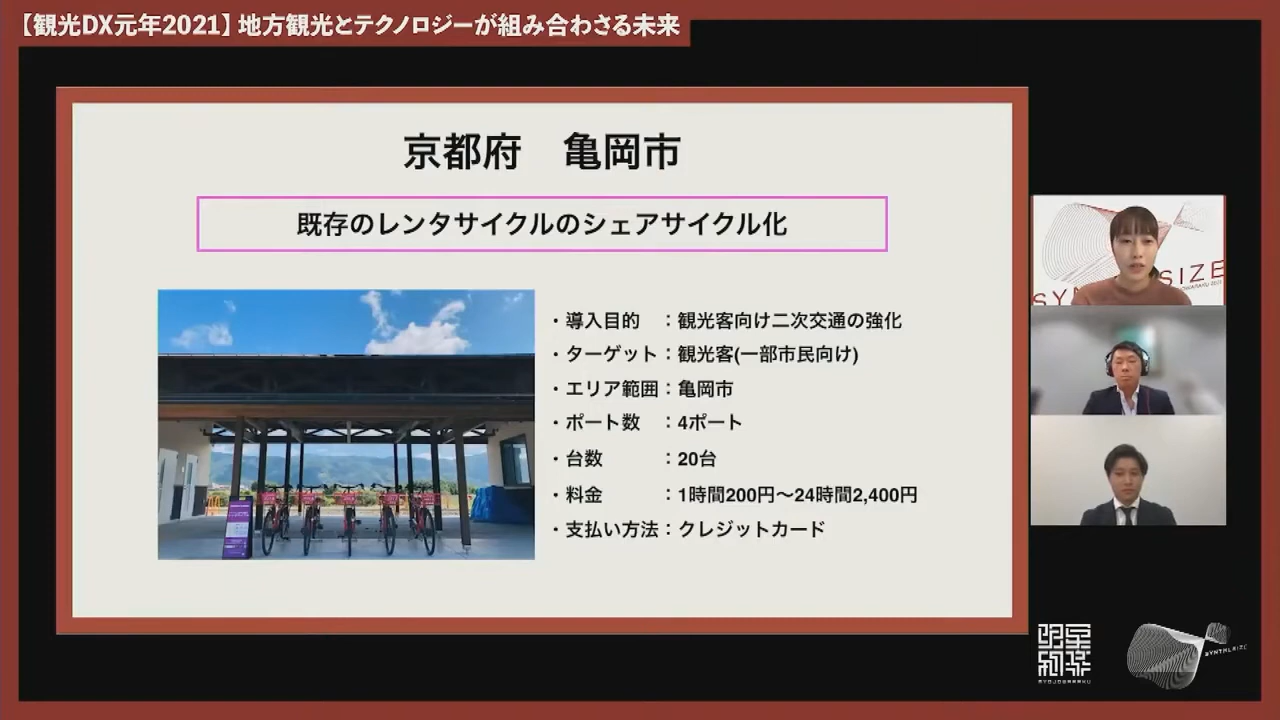 【観光DX元年2021】地方観光とテクノロジーが組み合わさる未来
京都府　亀岡市
既存のレンタサイクルのシェアサイクル化
・導入目的　：観光客向け二次交通の強化
・ターゲット：観光客(一部市民向け)
・エリア範囲：亀岡市
・ポート数　：4ポート
・台数　　　：20台
・料金　　　：1時間200円〜24時間2,400円
・支払い方法：クレジットカード
SIZE
SYNTHESIZE
MYOJOWARAKU
明星和楽